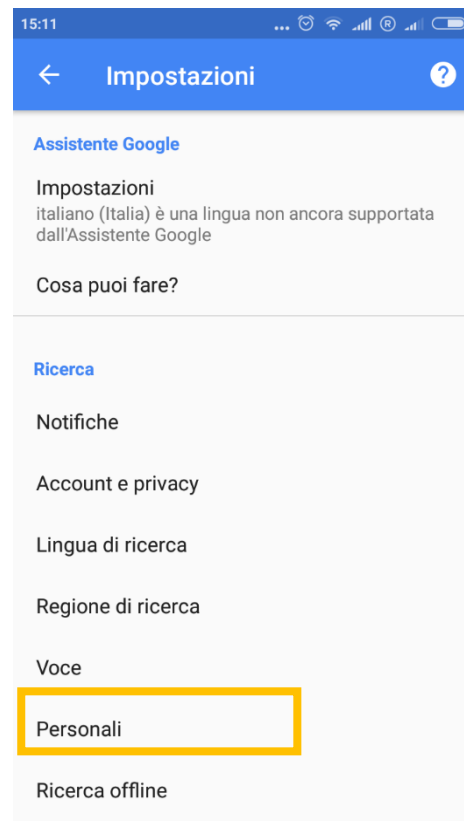 15:11
Impostazioni
Assistente Google
Impostazioni
italiano (Italia) è una lingua non ancora supportata
dall'Assistente Google
Cosa puoi fare?
Ricerca
Notifiche
Account e privacy
Lingua di ricerca
Regione di ricerca
Voce
Personali
Ricerca offline